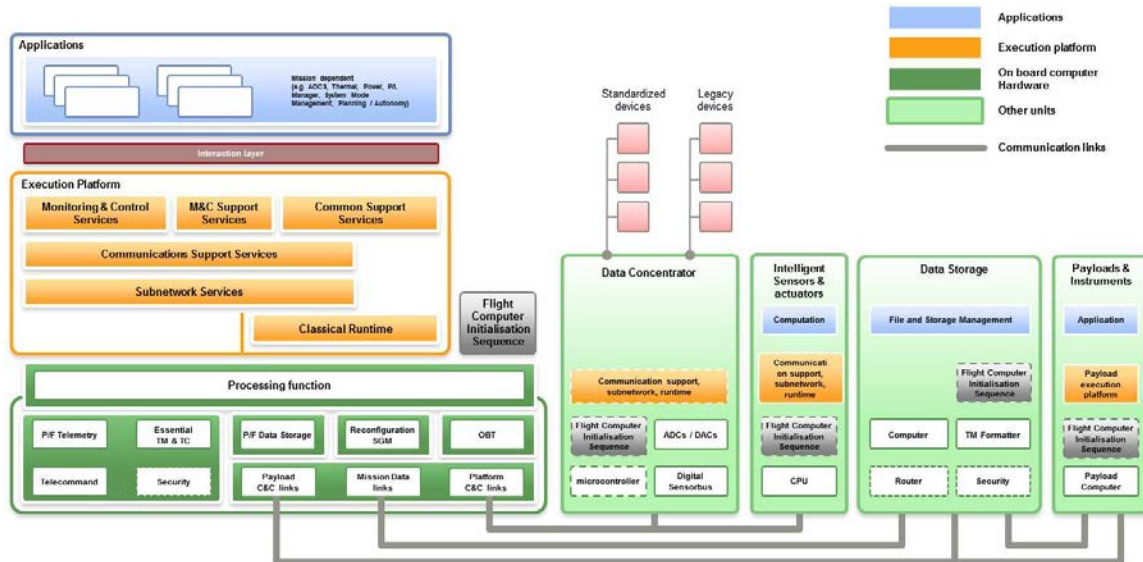 Applications
Mission dependent
(e.g. AOCS, Thermal, Power, P/L
Manager, System Mode
Management, Planning / Autonomy)
Interaction layer
Execution Platform
Monitoring & Control
Services
M&C Support
Services
Common Support
Services
Communications Support Services
Subnetwork Services
Classical Runtime
Flight
Computer
Initialisation
Sequence
Processing function
P/F Telemetry
Essential
TM & TC
P/F Data Storage
Reconfiguration
SGM
OBT
Telecommand
Security
Payload
C&C links
Mission Data
links
Platform
C&C links
Standardized
devices
Legacy
devices
Data Concentrator
Communication support,
subnetwork, runtime
Flight Computer
Initialisation
Sequence
ADCs / DACs
microcontroller
Digital
Sensorbus
Intelligent
Sensors &
actuators
Computation
Communicati
on support,
subnetwork,
runtime
Flight Computer
Initialisation
Sequence
CPU
Data Storage
File and Storage Management
Flight Computer
Initialisation
Sequence
Computer
TM Formatter
Router
Security
Payloads &
Instruments
Application
Payload
execution
platform
Flight Computer
Initialisation
Sequence
Payload
Computer
Applications
Execution platform
On board computer
Hardware
Other units
Communication links